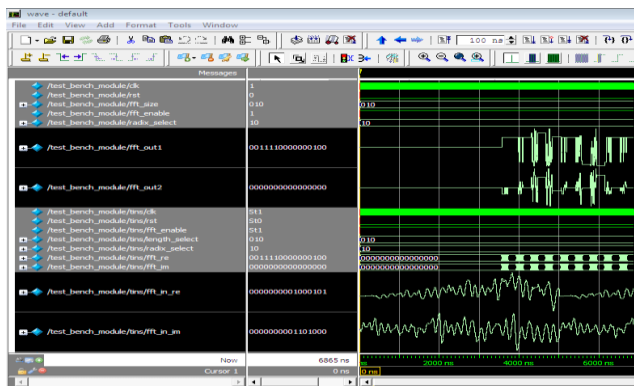 wave - default
File Edit View Add Format Tools Window
100 ns
Messages
/test_bench_module/clk 1
/test_bench_module/rst 0
/test_bench_module/fft_size 010 010
/test_bench_module/fft_enable 1
/test_bench_module/radix_select 10 10
/test_bench_module/fft_out1 0011110000000100
/test_bench_module/fft_out2 0000000000000000
/test_bench_module/tins/clk St1
/test_bench_module/tins/rst St0
/test_bench_module/tins/fft_enable St1
/test_bench_module/tins/length_select 010 010
/test_bench_module/tins/radix_select 10 10
/test_bench_module/tins/fft_re 0011110000000100 0000000000000000
/test_bench_module/tins/fft_im 0000000000000000 0000000000000000
/test_bench_module/tins/fft_in_re 0000000001000101
/test_bench_module/tins/fft_in_im 0000000001101000
Now 6865 ns ns 2000 ns 4000 ns 6000 ns
Cursor 1 0 ns 0 ns